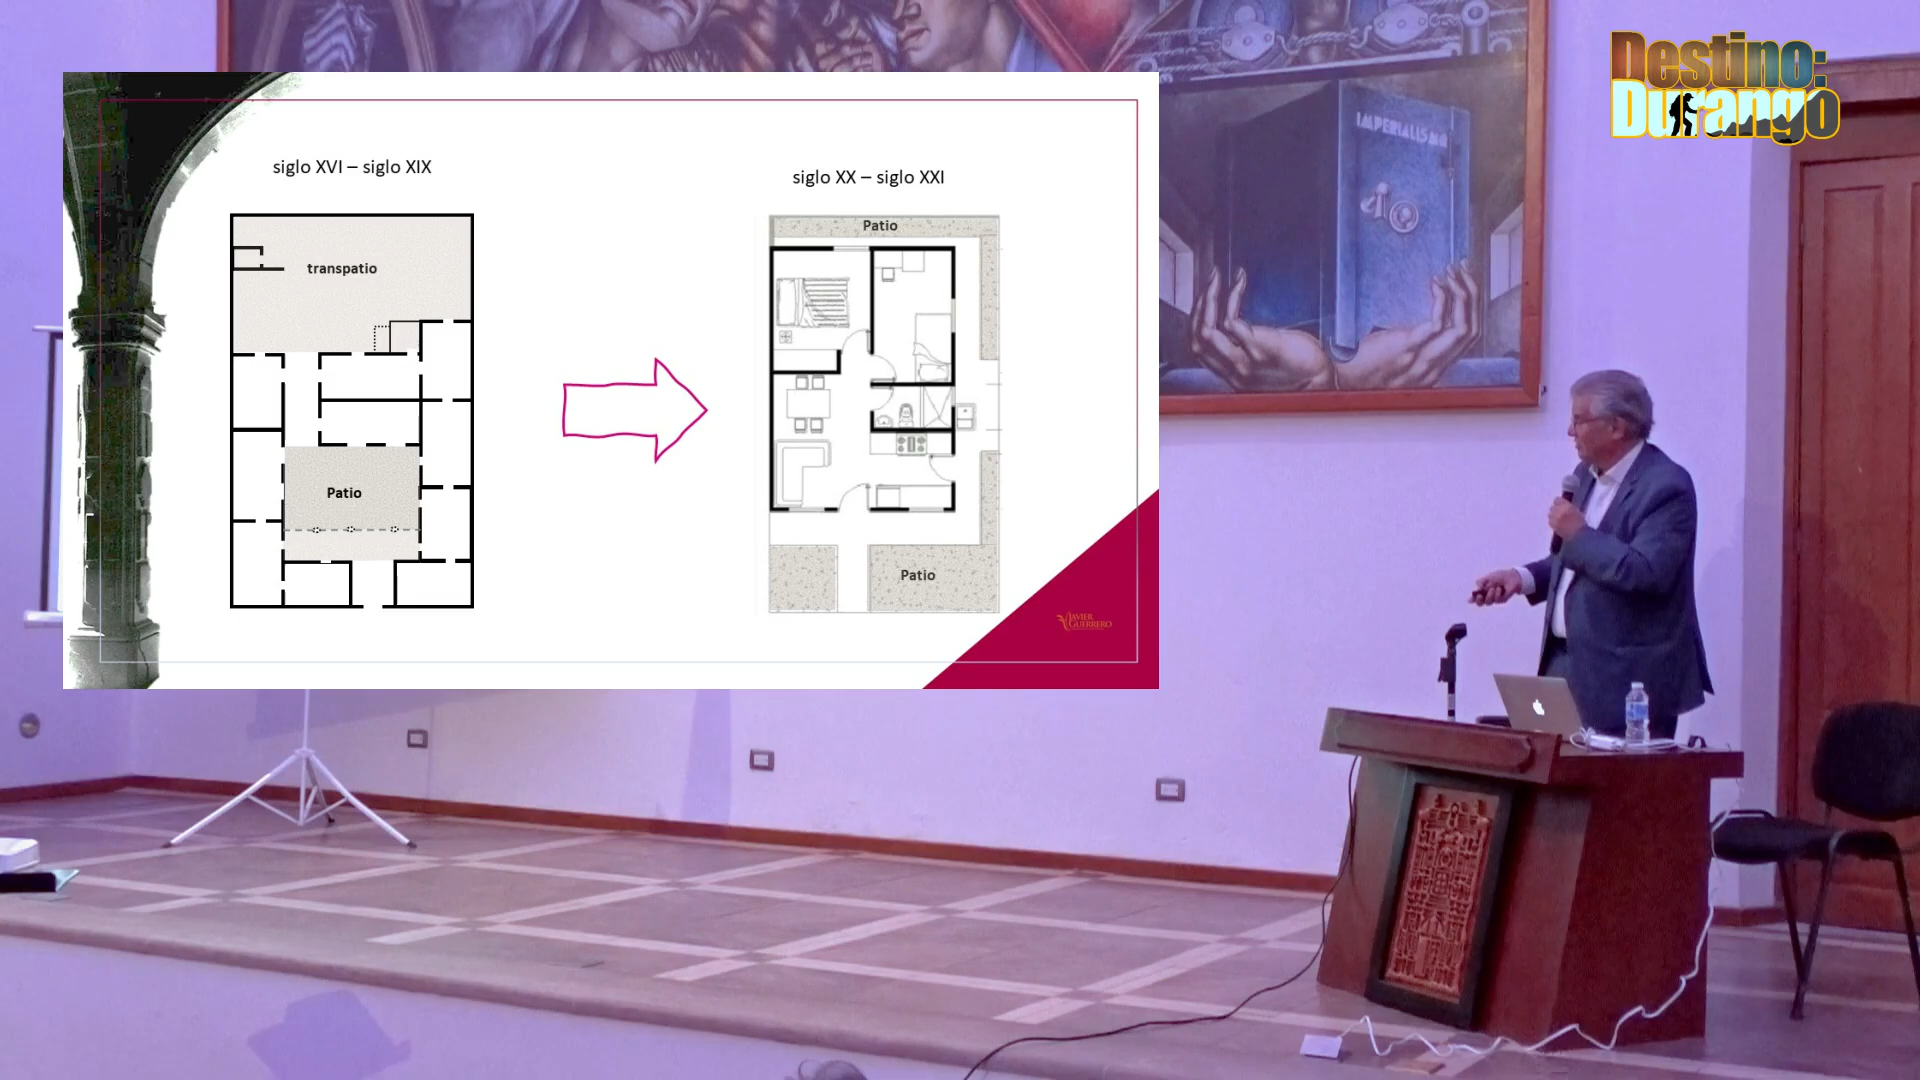 Destino:
Durango
IMPERIALISMO
siglo XVI – siglo XIX
siglo XX – siglo XXI
Patio
transpatio
Patio
Patio
JAVIER
GUERRERO